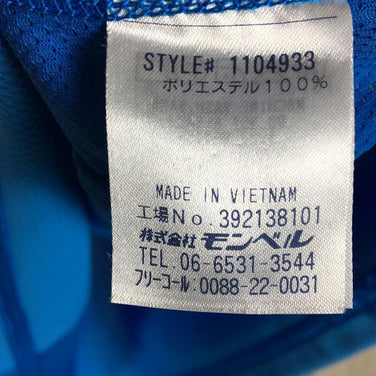 STYLE# 1104933
ポリエステル100%
MADE IN VIETNAM
工場No.392138101
株式会社 モンベル
TEL.06-6531-3544
フリーコール:0088-22-0031